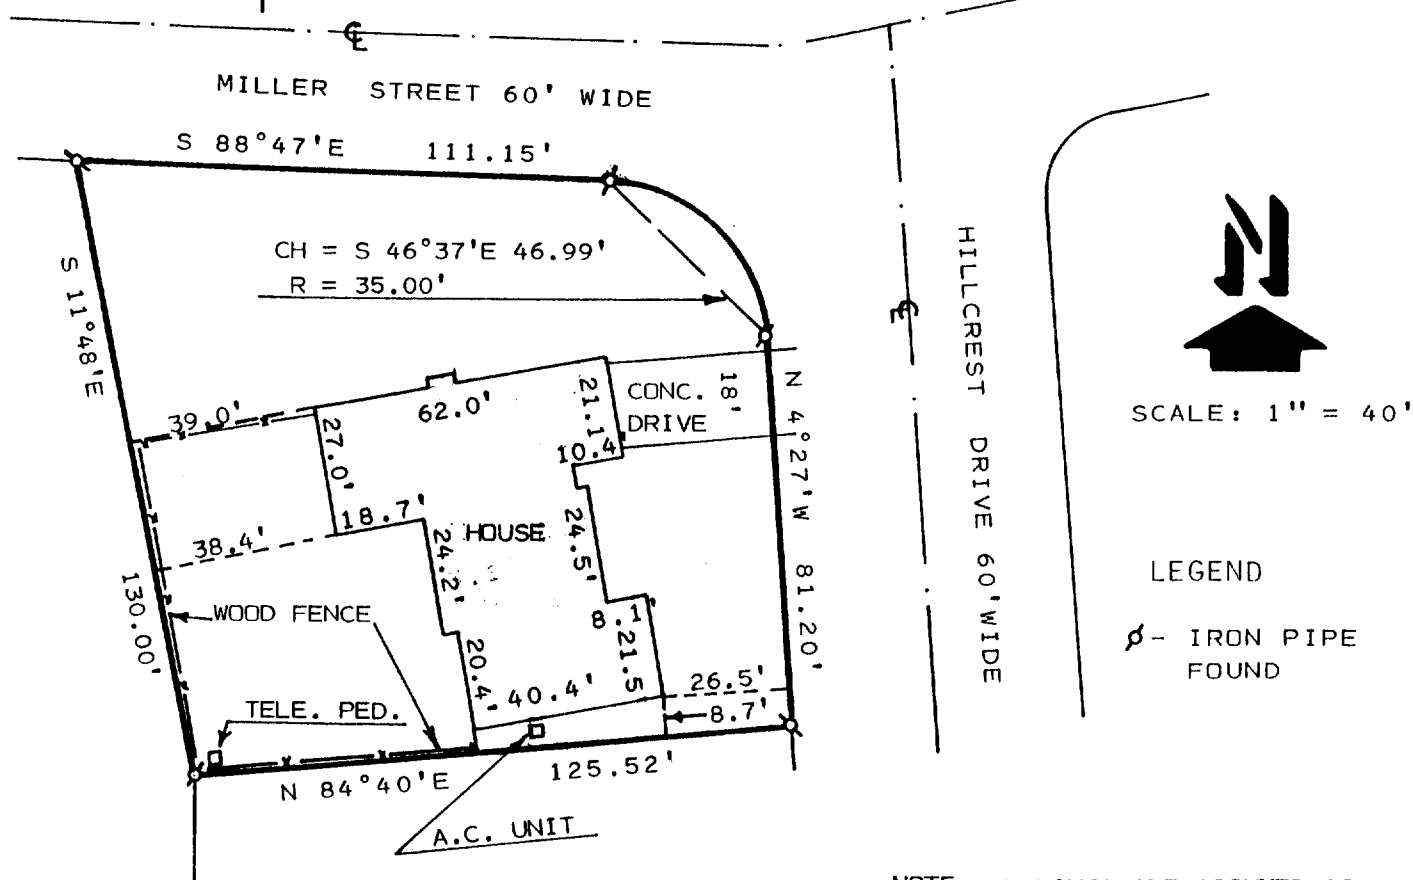 MILLER STREET 60' WIDE
S 88°47'E 111.15'
CH = S 46°37'E 46.99'
R = 35.00'
S 11°48'E
130.00'
39.0'
62.0'
21.1
CONC.
DRIVE
18'
27.0'
10.4
18.7'
38.4'
HOUSE
24.2'
24.5'
N 4°27'W 81.20'
HILLCREST DRIVE 60'WIDE
WOOD FENCE
8.1'
21.5
20.4'
40.4'
26.5'
8.7'
TELE. PED.
N 84°40'E 125.52'
A.C. UNIT
N
SCALE: 1" = 40'
LEGEND
ø- IRON PIPE
FOUND